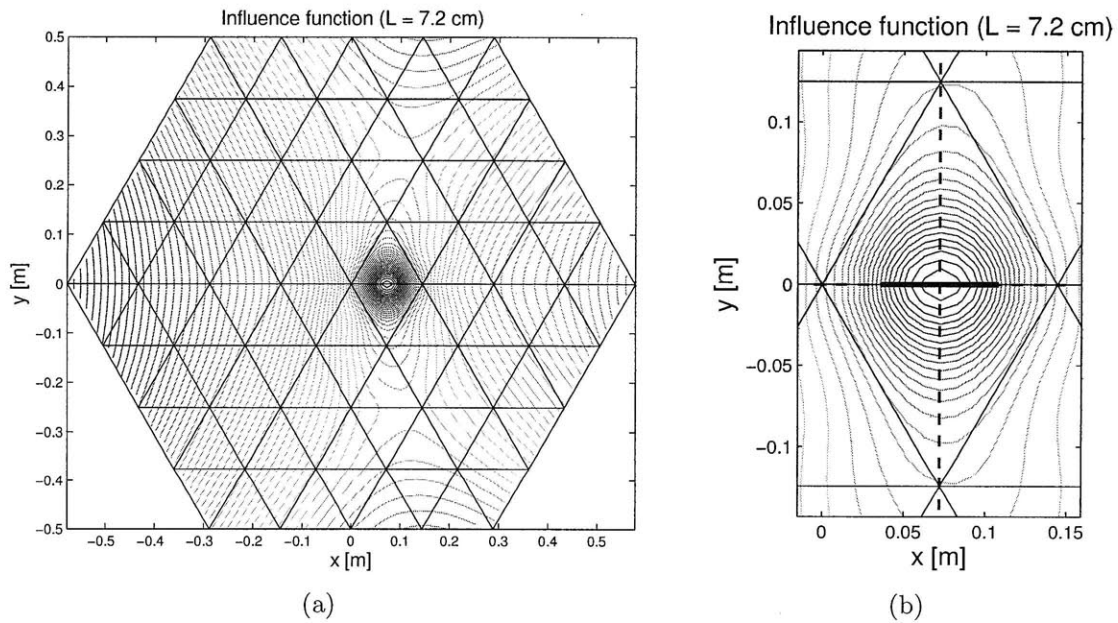 Influence function (L = 7.2 cm)
0.5
0.4
0.3
0.2
0.1
0
−0.1
−0.2
−0.3
−0.4
−0.5
y [m]
−0.5 −0.4 −0.3 −0.2 −0.1 0 0.1 0.2 0.3 0.4 0.5
x [m]
(a)
Influence function (L = 7.2 cm)
0.1
0.05
0
−0.05
−0.1
y [m]
0 0.05 0.1 0.15
x [m]
(b)